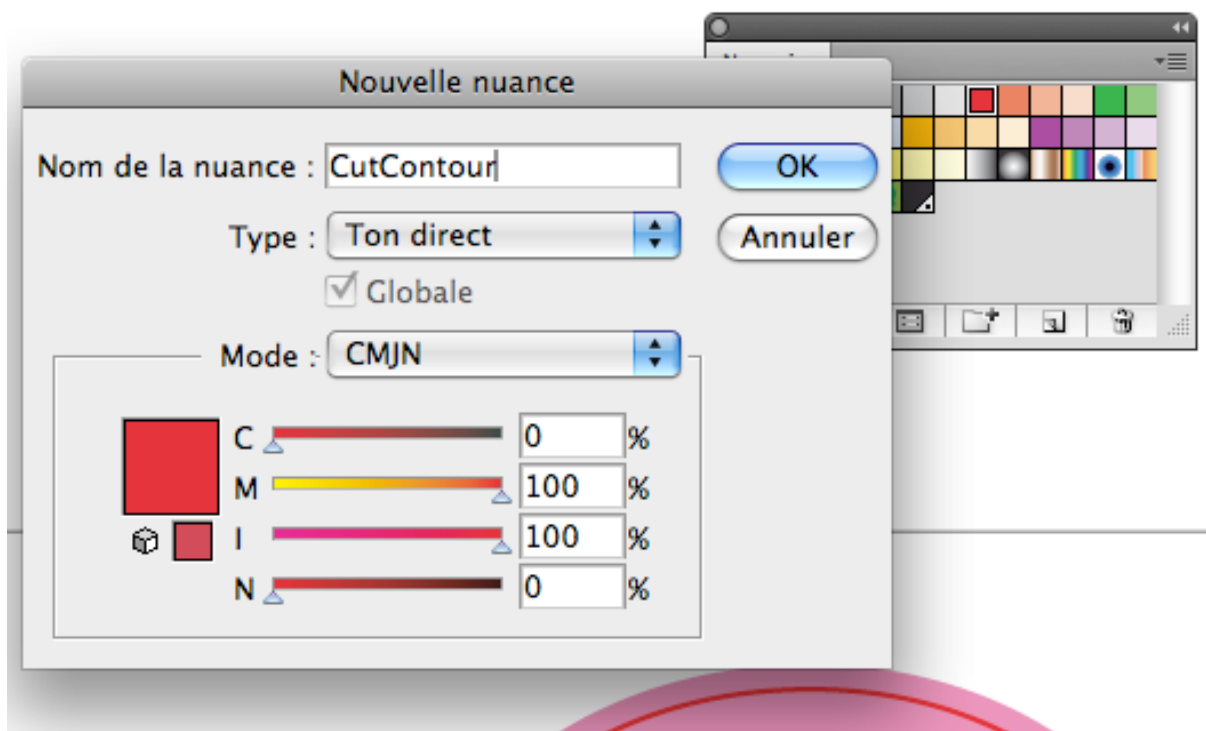 Nouvelle nuance
Nom de la nuance : CutContour
OK
Type : Ton direct
Annuler
Globale
Mode : CMJN
C 0 %
M 100 %
I 100 %
N 0 %